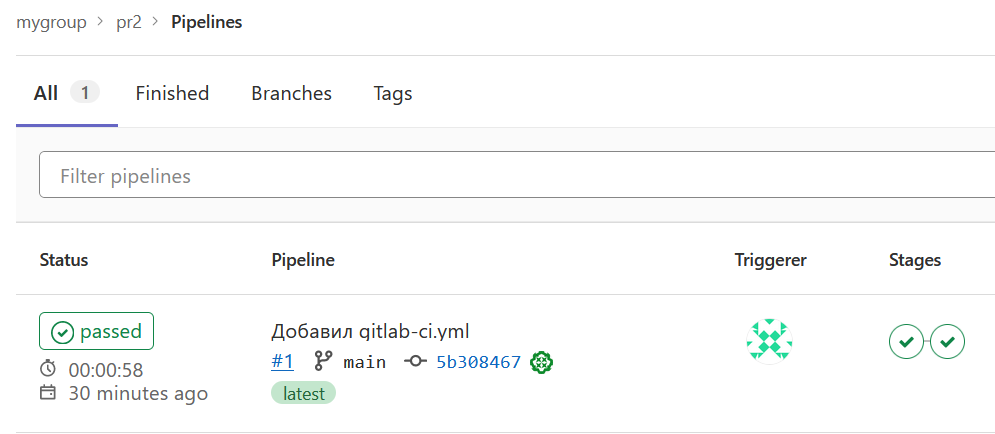 mygroup > pr2 > Pipelines
All 1 Finished Branches Tags
Filter pipelines
Status Pipeline Triggerer Stages
passed
Добавил gitlab-ci.yml
#1 main 5b308467
00:00:58
30 minutes ago
latest